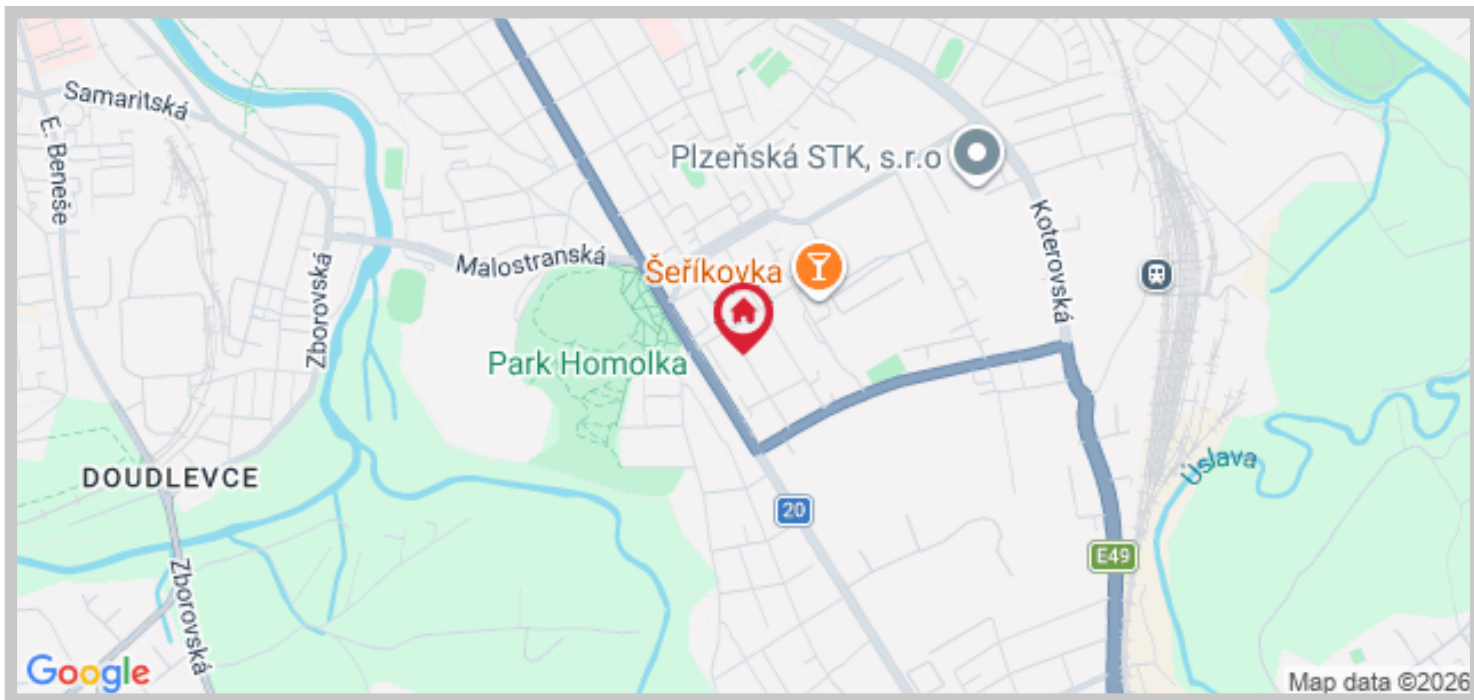 Samaritská
E. Beneše
Plzeňská STK, s.r.o
Koterovská
Malostranská
Šeříkovka
Zborovská
Park Homolka
DOUDLEVCE
Úslava
20
E49
Zborovská
Google
Map data ©2026